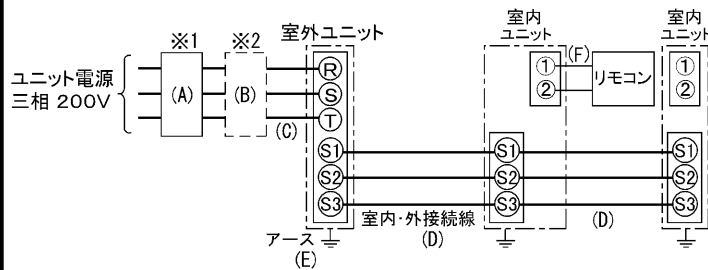 ※1
※2
室外ユニット
室内
ユニット
室内
ユニット
ユニット電源
三相 200V
(A)
(B)
(C)
R
S
T
S1
S2
S3
①
②
(F)
リモコン
①
②
S1
S2
S3
S1
S2
S3
室内・外接続線
(D)
(D)
アース
(E)